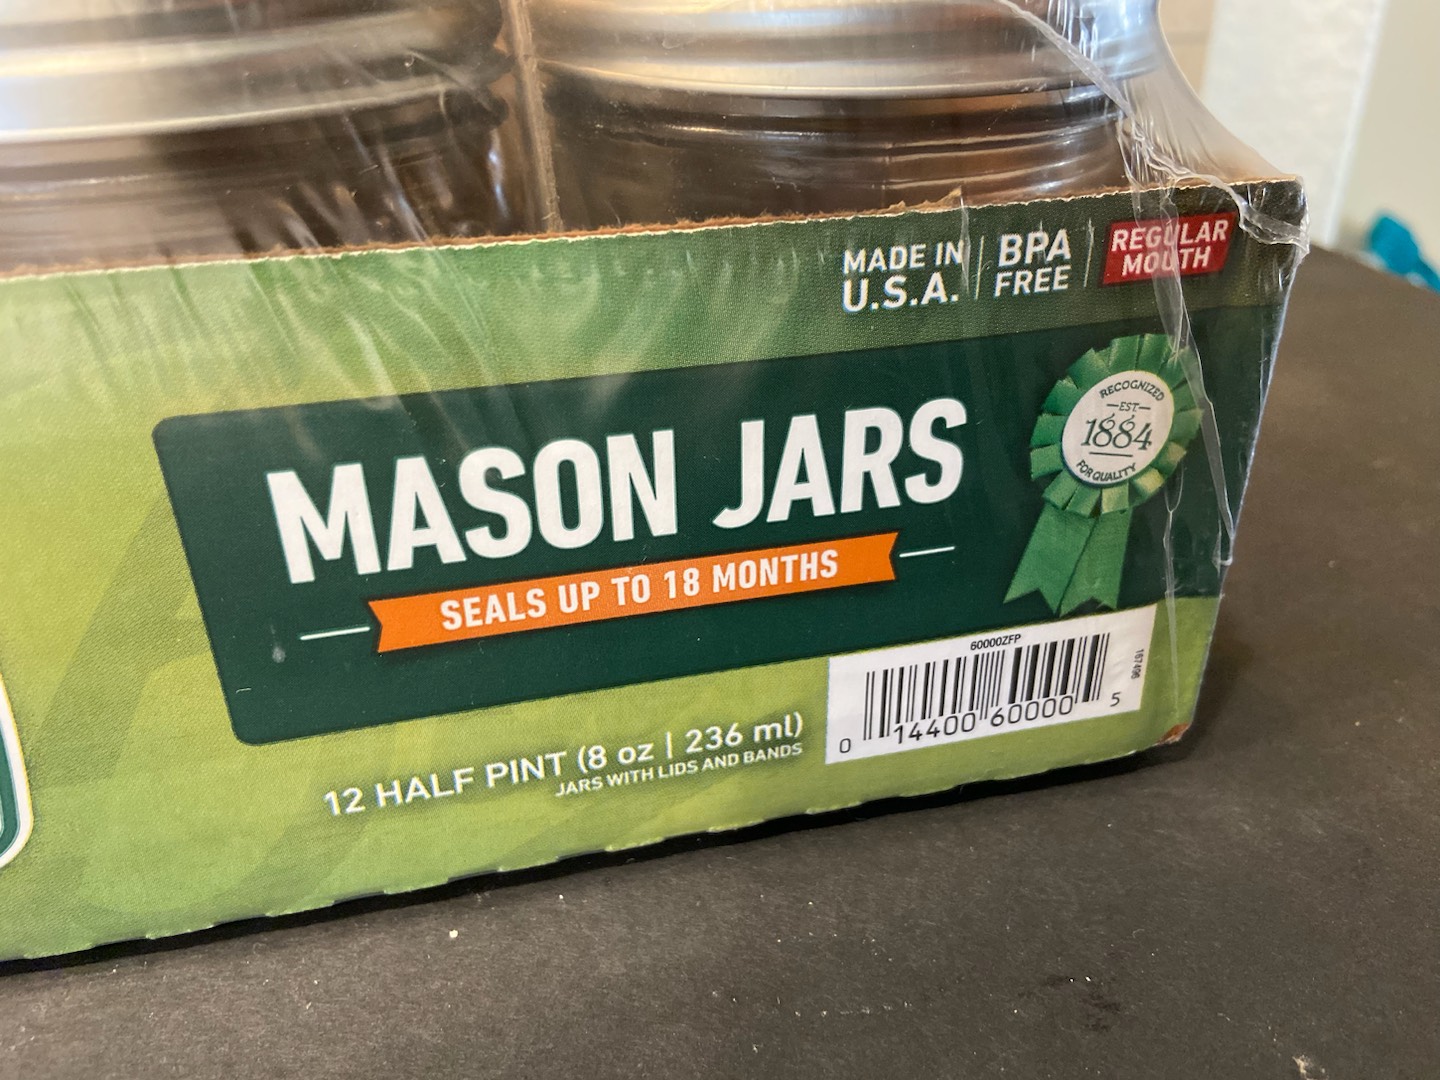 MADE IN
U.S.A.
BPA
FREE
REGULAR
MOUTH
MASON JARS
SEALS UP TO 18 MONTHS
RECOGNIZED
EST.
1884
FOR QUALITY
12 HALF PINT (8 oz | 236 ml)
JARS WITH LIDS AND BANDS
60000ZFP
167496
0 14400 60000 5